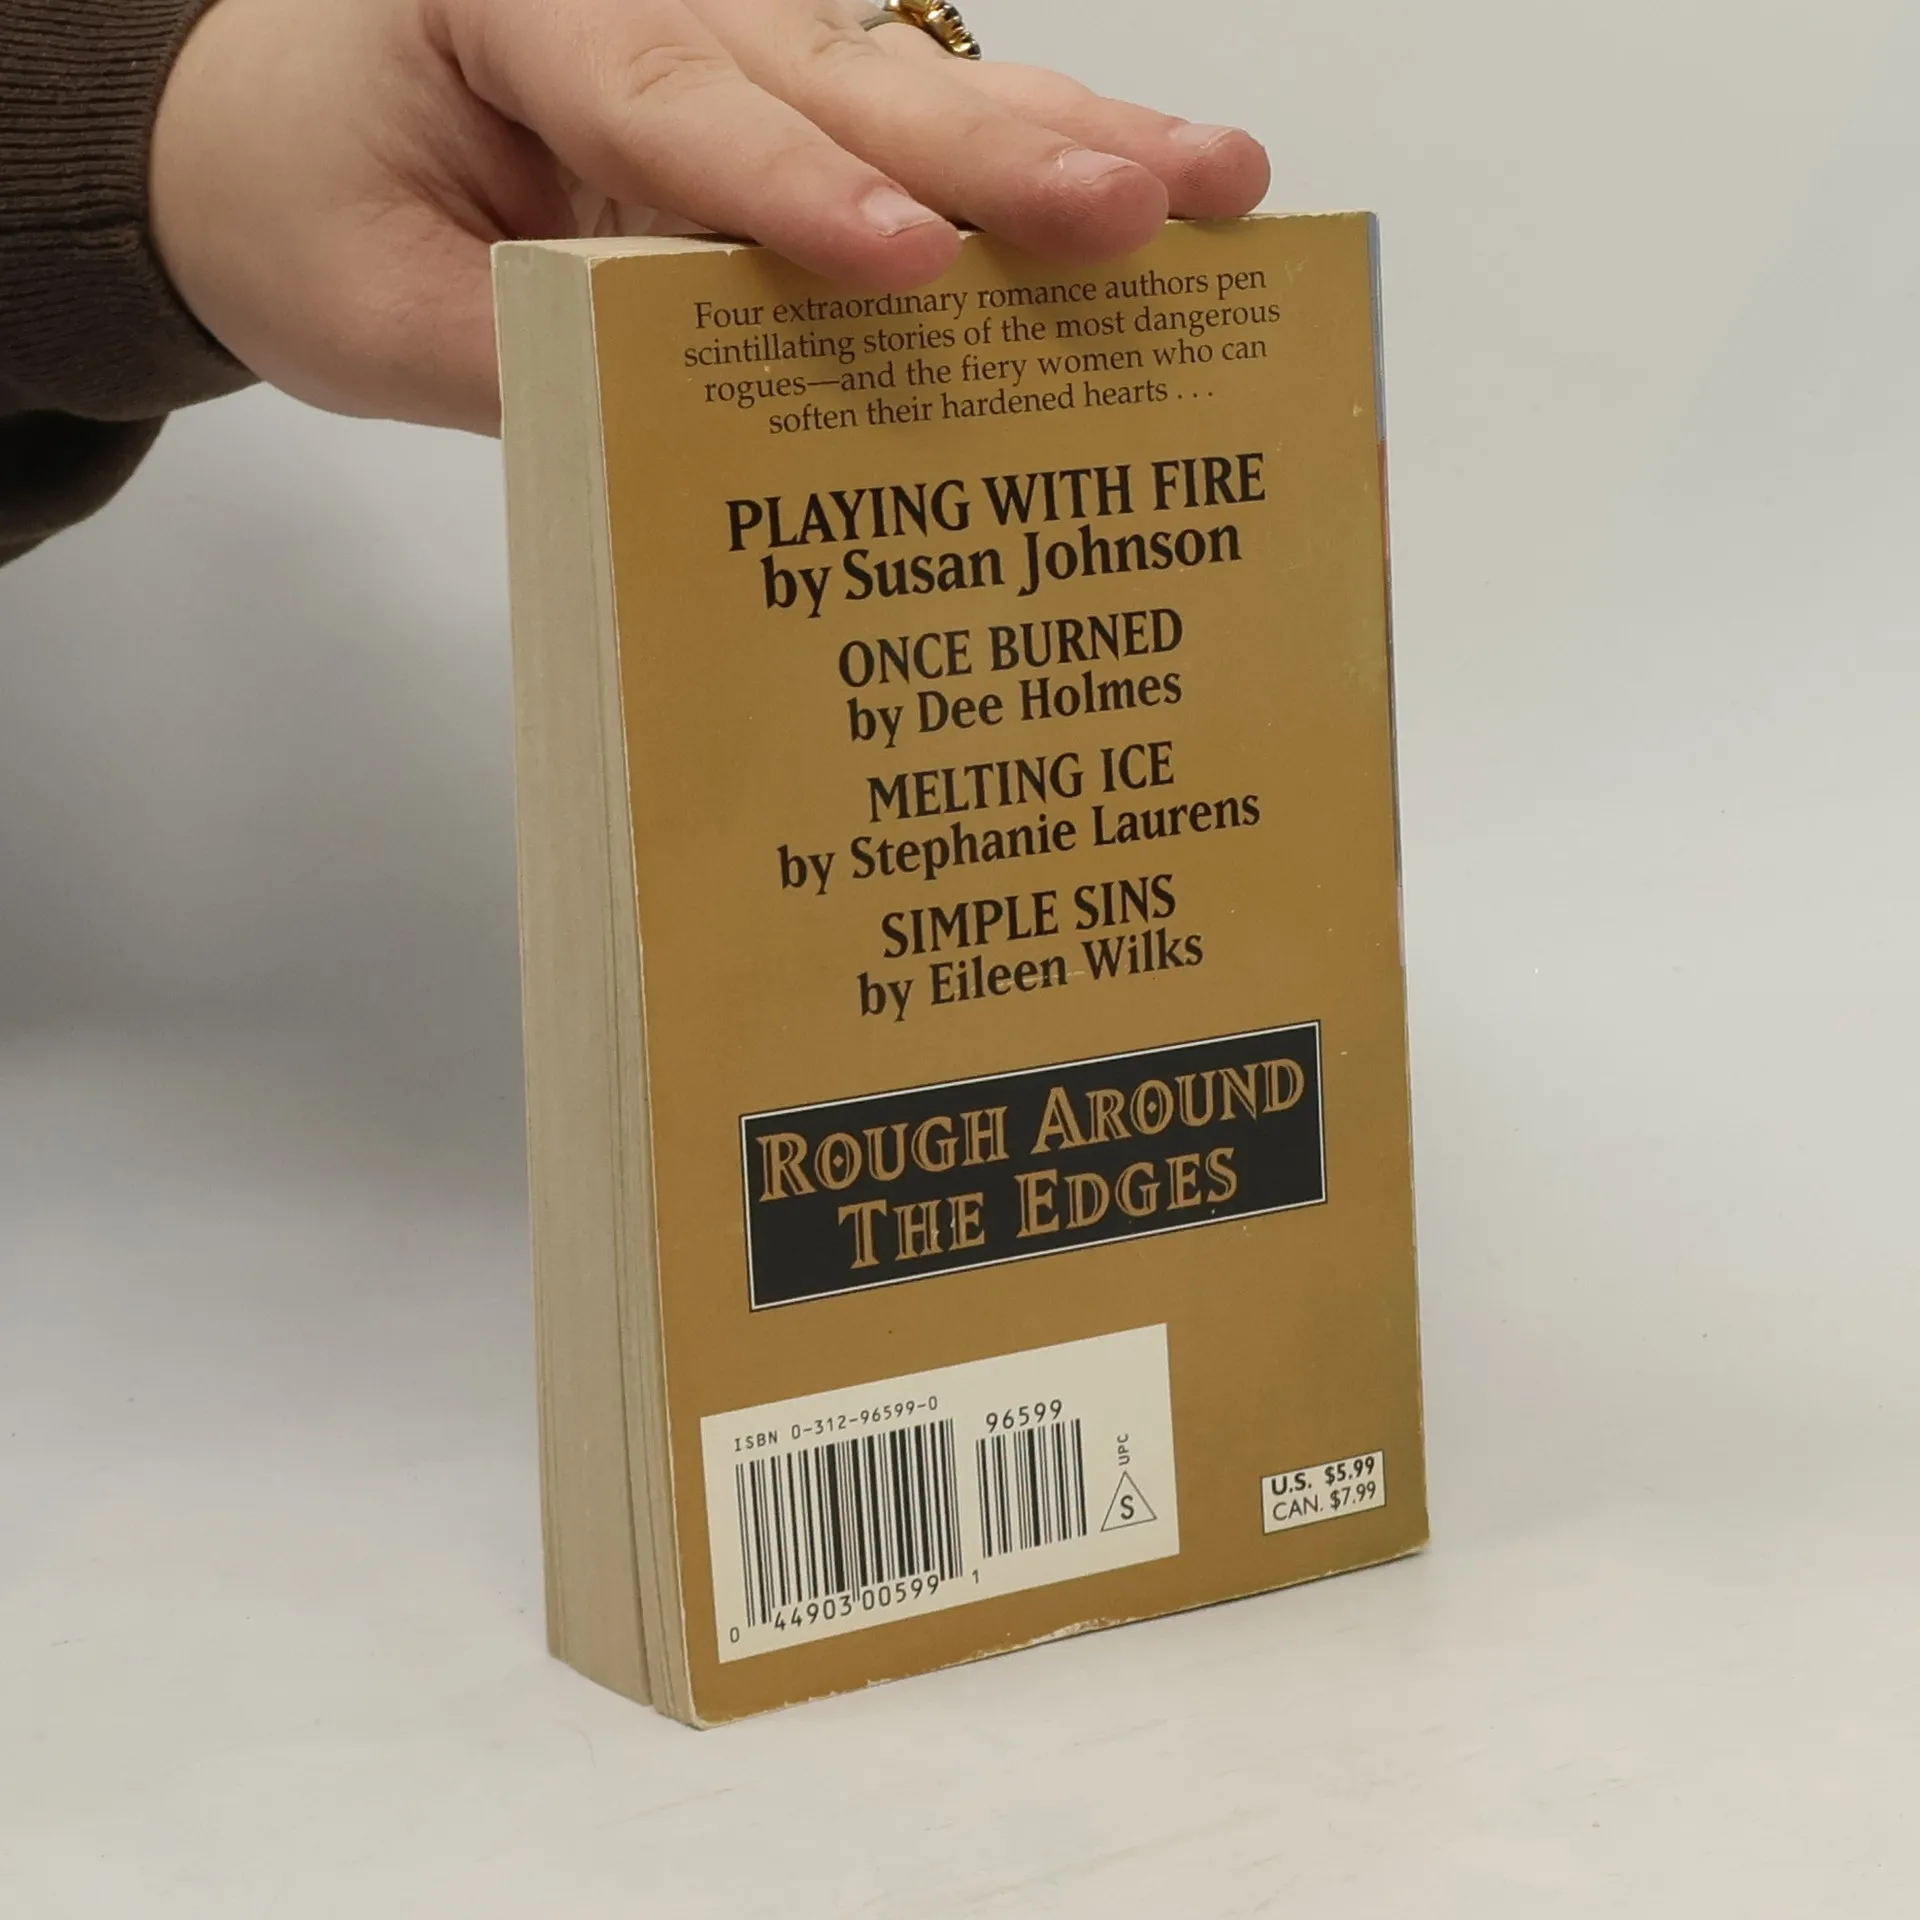 Four extraordinary romance authors pen
scintillating stories of the most dangerous
rogues—and the fiery women who can
soften their hardened hearts . . .
PLAYING WITH FIRE
by Susan Johnson
ONCE BURNED
by Dee Holmes
MELTING ICE
by Stephanie Laurens
SIMPLE SINS
by Eileen Wilks
ROUGH AROUND
THE EDGES
ISBN 0-312-96599-0
96599
UPC
S
0 44903 00599 1
U.S. $5.99
CAN. $7.99